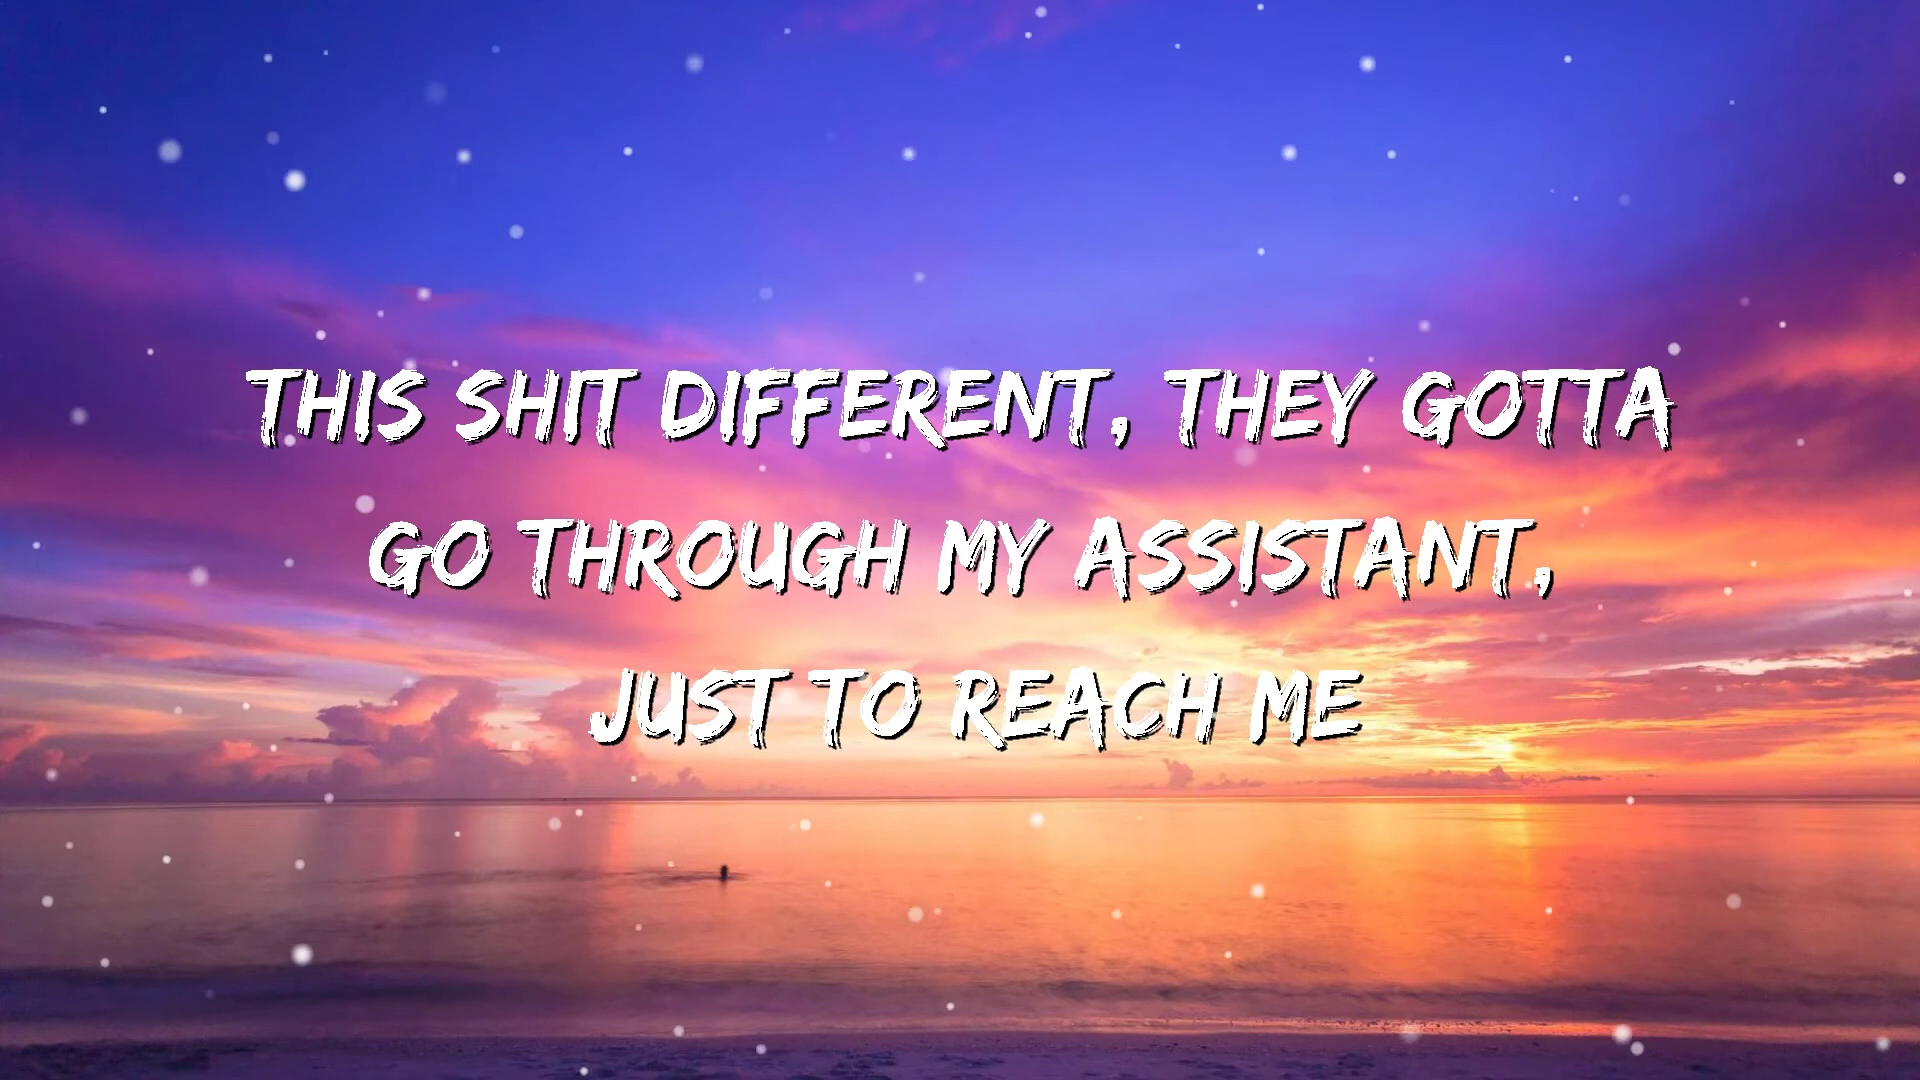 THIS SHIT DIFFERENT, THEY GOTTA
GO THROUGH MY ASSISTANT,
JUST TO REACH ME